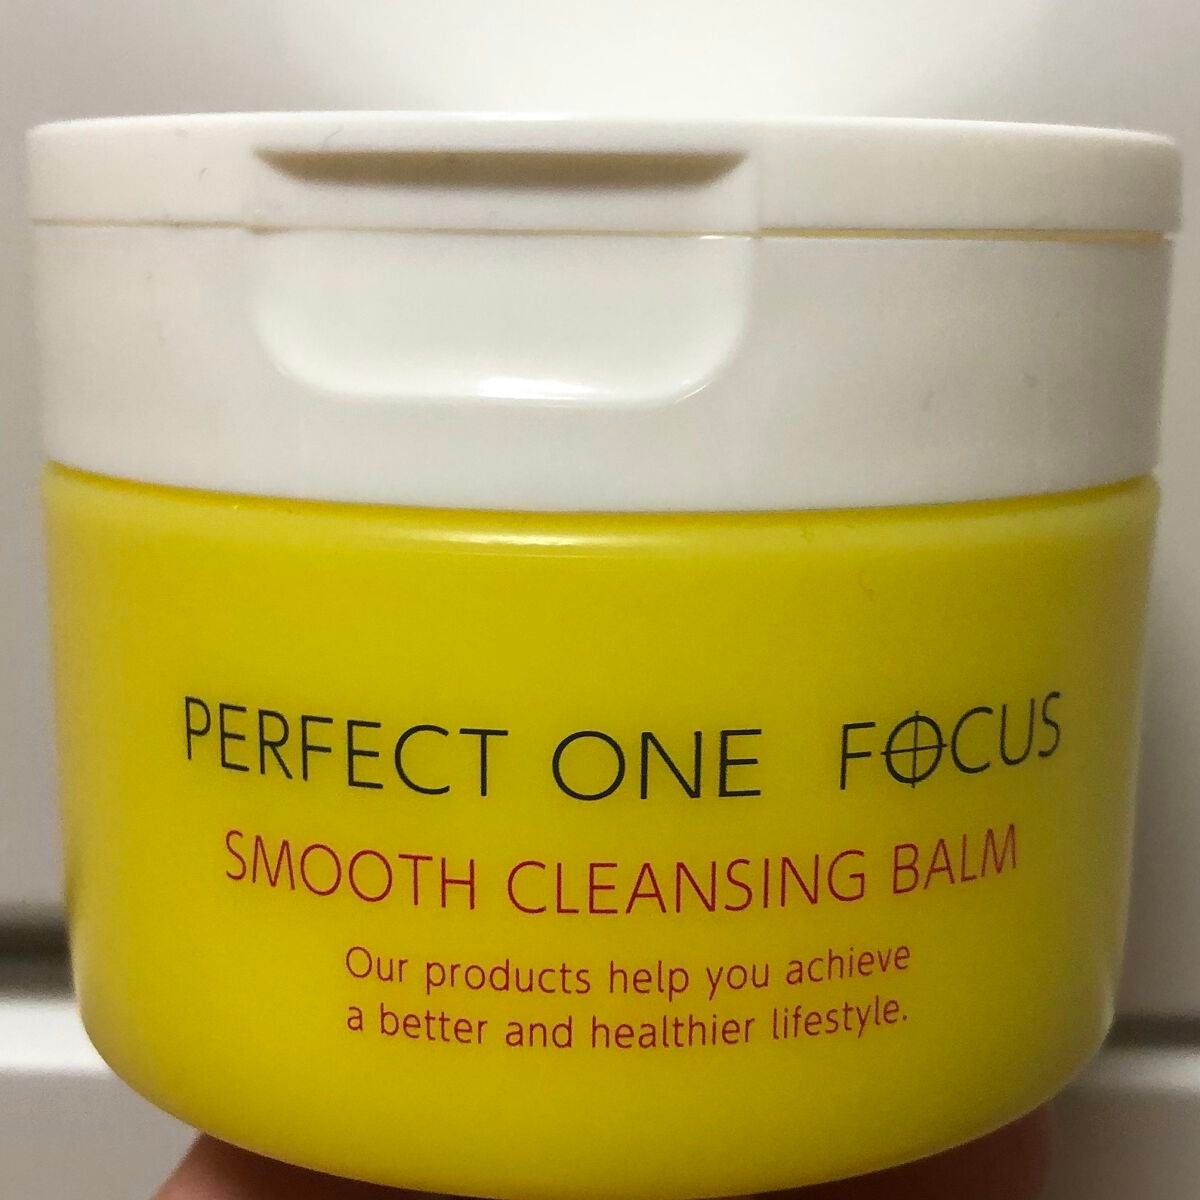 PERFECT ONE FOCUS
SMOOTH CLEANSING BALM
Our products help you achieve
a better and healthier lifestyle.